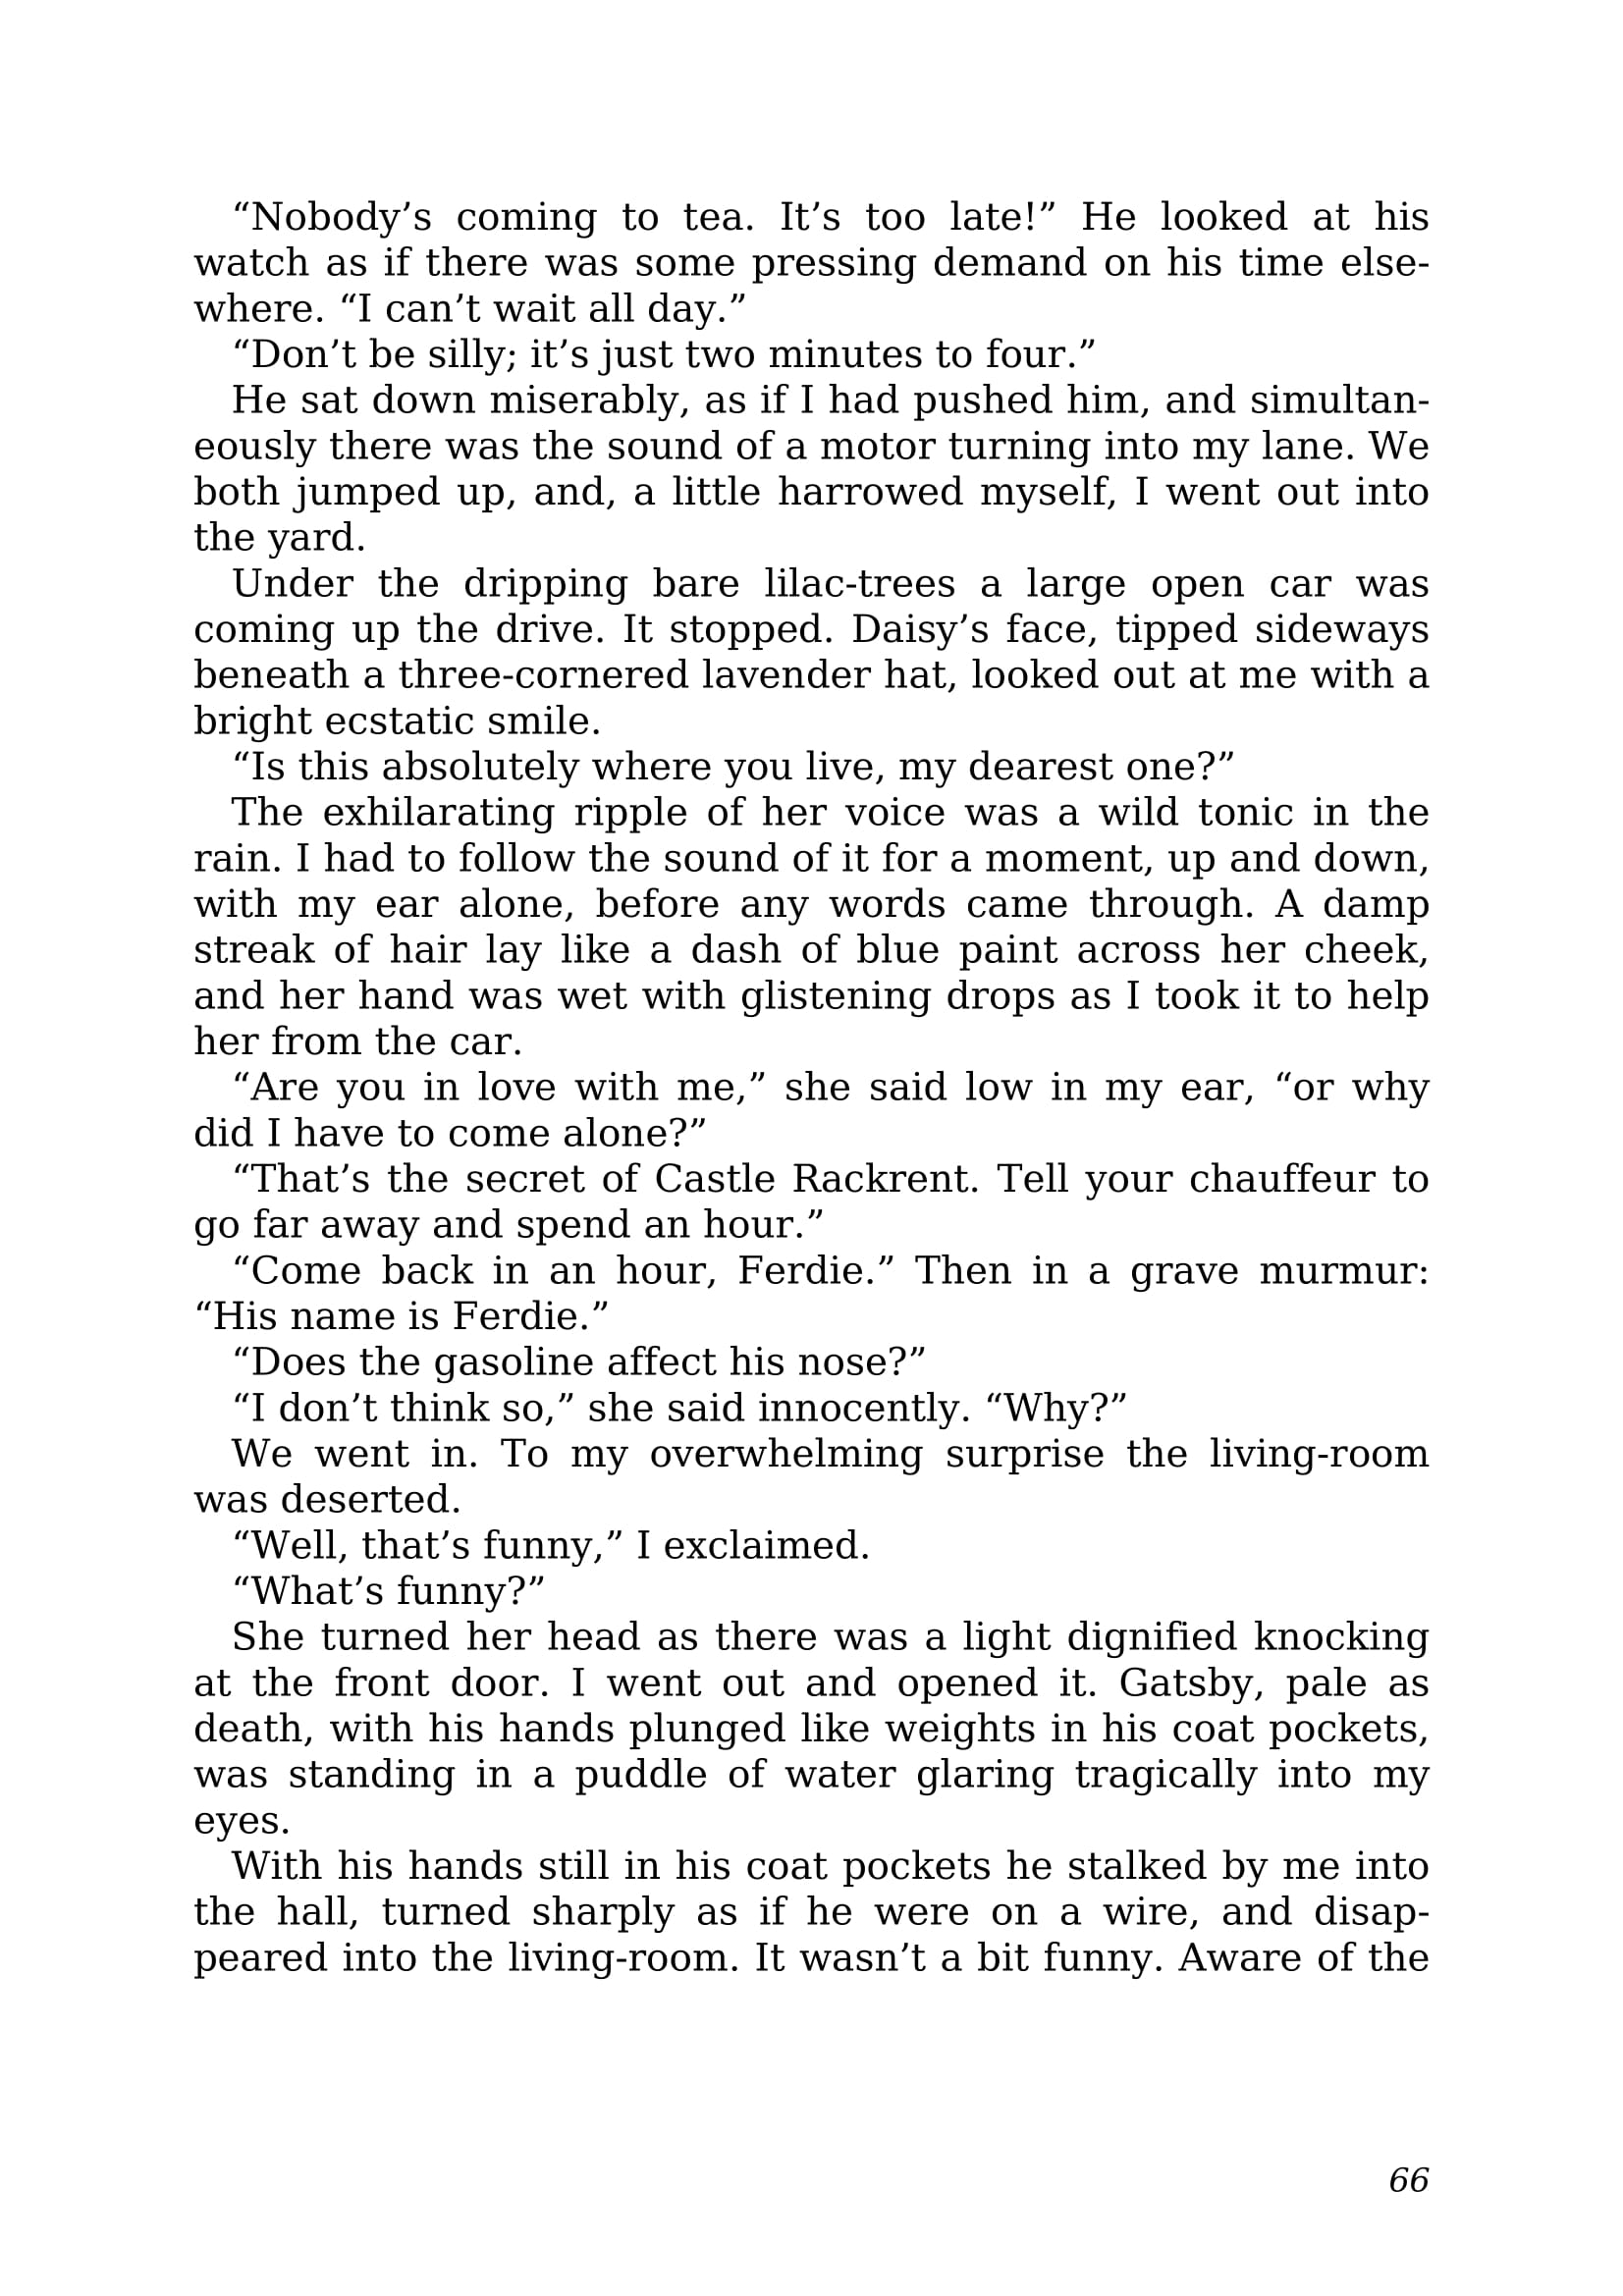 “Nobody’s coming to tea. It’s too late!” He looked at his
watch as if there was some pressing demand on his time else-
where. “I can’t wait all day.”
“Don’t be silly; it’s just two minutes to four.”
He sat down miserably, as if I had pushed him, and simultan-
eously there was the sound of a motor turning into my lane. We
both jumped up, and, a little harrowed myself, I went out into
the yard.
Under the dripping bare lilac-trees a large open car was
coming up the drive. It stopped. Daisy’s face, tipped sideways
beneath a three-cornered lavender hat, looked out at me with a
bright ecstatic smile.
“Is this absolutely where you live, my dearest one?”
The exhilarating ripple of her voice was a wild tonic in the
rain. I had to follow the sound of it for a moment, up and down,
with my ear alone, before any words came through. A damp
streak of hair lay like a dash of blue paint across her cheek,
and her hand was wet with glistening drops as I took it to help
her from the car.
“Are you in love with me,” she said low in my ear, “or why
did I have to come alone?”
“That’s the secret of Castle Rackrent. Tell your chauffeur to
go far away and spend an hour.”
“Come back in an hour, Ferdie.” Then in a grave murmur:
“His name is Ferdie.”
“Does the gasoline affect his nose?”
“I don’t think so,” she said innocently. “Why?”
We went in. To my overwhelming surprise the living-room
was deserted.
“Well, that’s funny,” I exclaimed.
“What’s funny?”
She turned her head as there was a light dignified knocking
at the front door. I went out and opened it. Gatsby, pale as
death, with his hands plunged like weights in his coat pockets,
was standing in a puddle of water glaring tragically into my
eyes.
With his hands still in his coat pockets he stalked by me into
the hall, turned sharply as if he were on a wire, and disap-
peared into the living-room. It wasn’t a bit funny. Aware of the
66